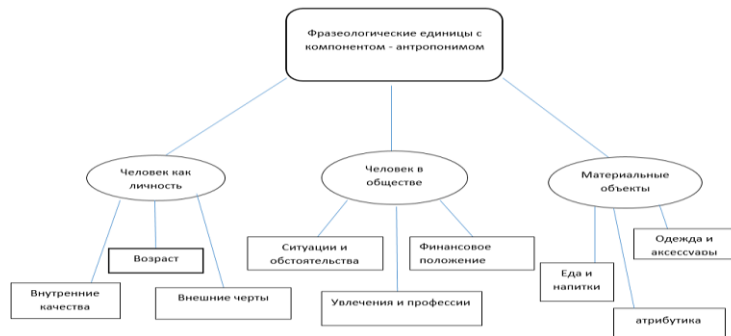 Фразеологические единицы с
компонентом - антропонимом
Человек как
личность
Человек в
обществе
Материальные
объекты
Внутренние
качества
Возраст
Внешние черты
Ситуации и
обстоятельства
Увлечения и профессии
Финансовое
положение
Еда и
напитки
атрибутика
Одежда и
аксессуары